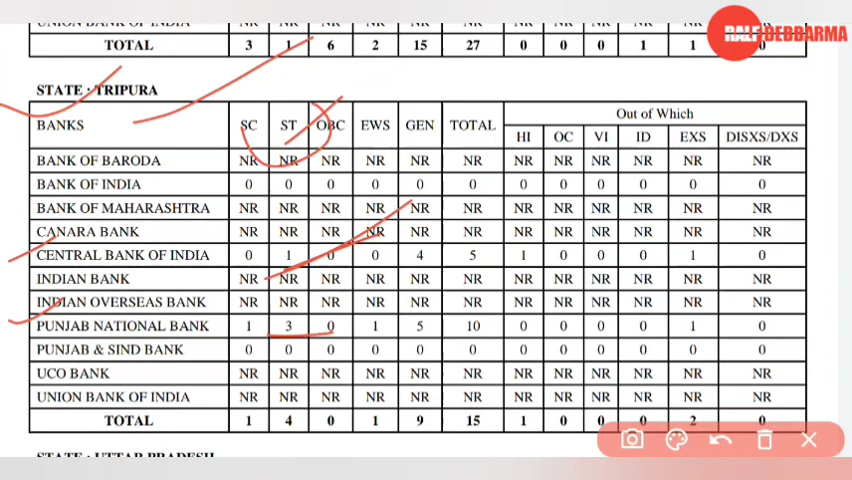 UNION BANK OF INDIA NR NR NR NR NR NR NR NR NR NR NR NR
TOTAL 3 1 6 2 15 27 0 0 0 1 1 0
RALF DEBBARMA
STATE : TRIPURA
BANKS SC ST OBC EWS GEN TOTAL Out of Which
HI OC VI ID EXS DISXS/DXS
BANK OF BARODA NR NR NR NR NR NR NR NR NR NR NR NR
BANK OF INDIA 0 0 0 0 0 0 0 0 0 0 0 0
BANK OF MAHARASHTRA NR NR NR NR NR NR NR NR NR NR NR NR
CANARA BANK NR NR NR NR NR NR NR NR NR NR NR NR
CENTRAL BANK OF INDIA 0 1 0 0 4 5 1 0 0 0 1 0
INDIAN BANK NR NR NR NR NR NR NR NR NR NR NR NR
INDIAN OVERSEAS BANK NR NR NR NR NR NR NR NR NR NR NR NR
PUNJAB NATIONAL BANK 1 3 0 1 5 10 0 0 0 0 1 0
PUNJAB & SIND BANK 0 0 0 0 0 0 0 0 0 0 0 0
UCO BANK NR NR NR NR NR NR NR NR NR NR NR NR
UNION BANK OF INDIA NR NR NR NR NR NR NR NR NR NR NR NR
TOTAL 1 4 0 1 9 15 1 0 0 0 2 0
STATE : UTTAR PRADESH